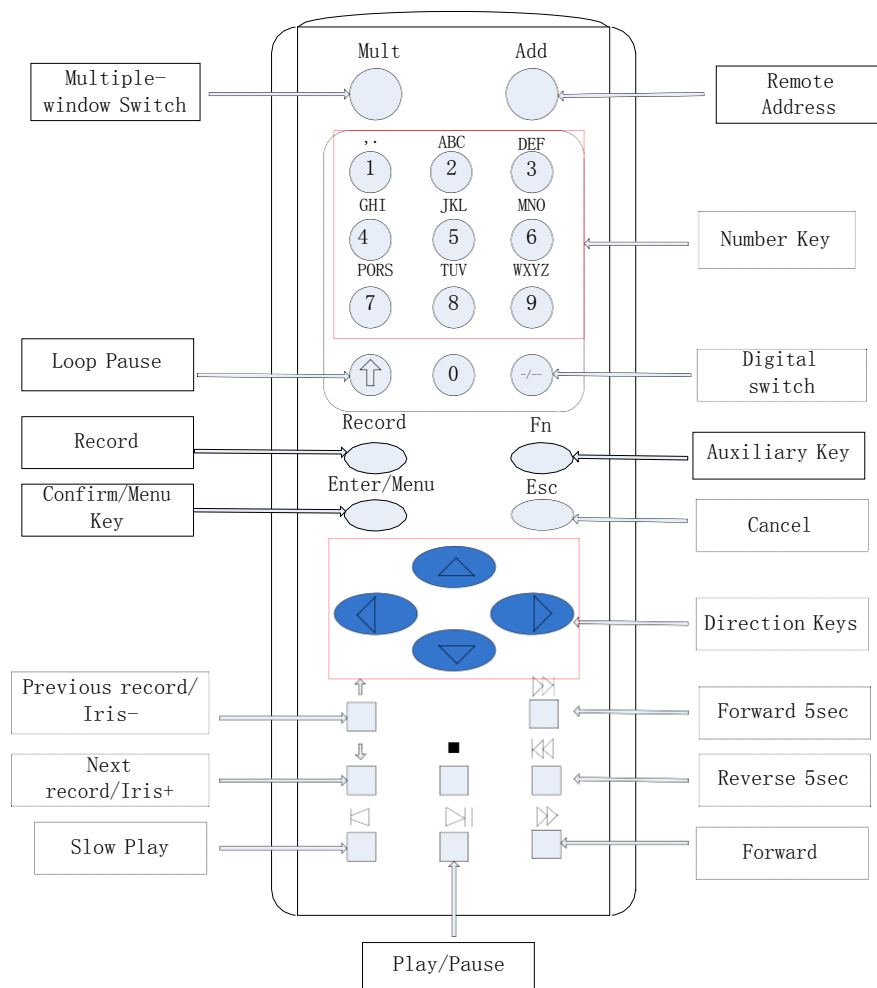 Mult
Add
Multiple-
window Switch
Remote
Address
,.
ABC
DEF
1
2
3
GHI
JKL
MNO
4
5
6
Number Key
PORS
TUV
WXYZ
7
8
9
Loop Pause
0
-/--
Digital
switch
Record
Fn
Record
Auxiliary Key
Enter/Menu
Esc
Confirm/Menu
Key
Cancel
Direction Keys
Previous record/
Iris-
Forward 5sec
Next
record/Iris+
Reverse 5sec
Slow Play
Forward
Play/Pause